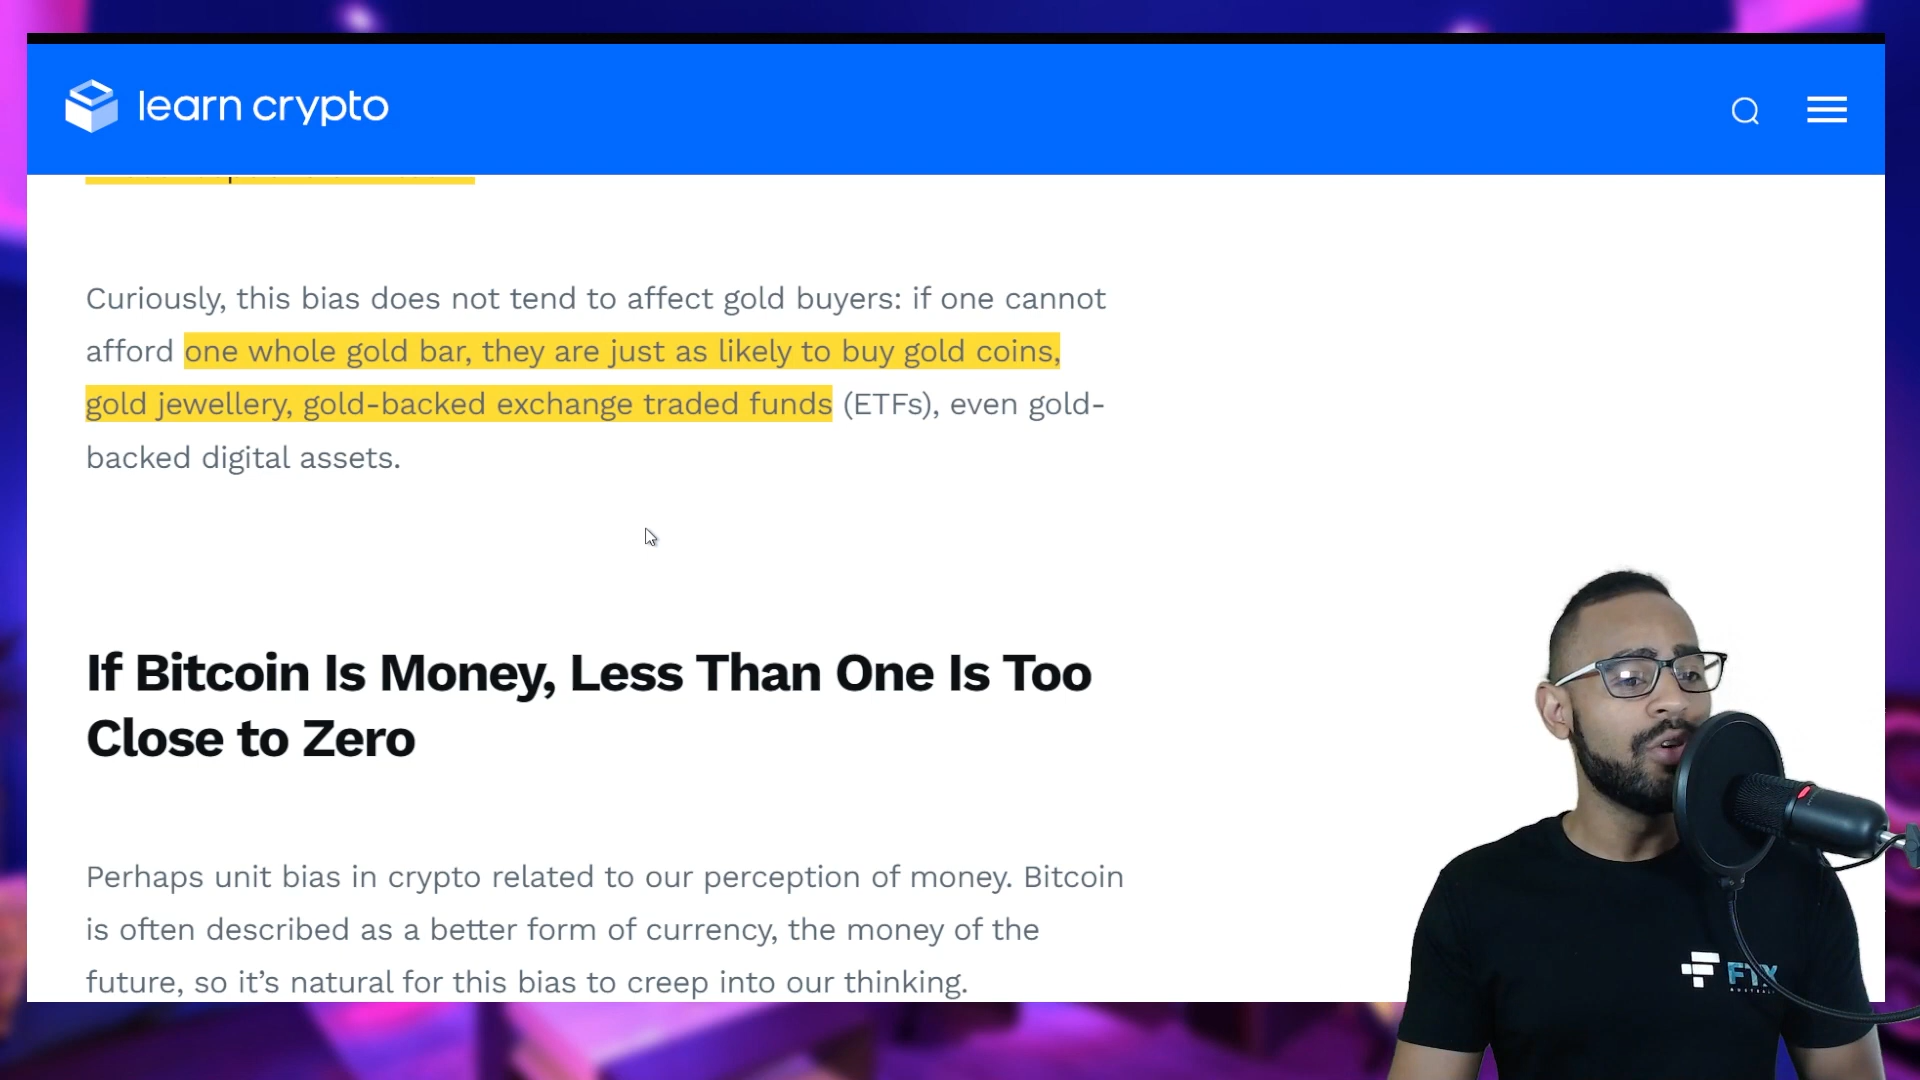 learn crypto
Curiously, this bias does not tend to affect gold buyers: if one cannot
afford one whole gold bar, they are just as likely to buy gold coins,
gold jewellery, gold-backed exchange traded funds (ETFs), even gold-
backed digital assets.
If Bitcoin Is Money, Less Than One Is Too
Close to Zero
Perhaps unit bias in crypto related to our perception of money. Bitcoin
is often described as a better form of currency, the money of the
future, so it’s natural for this bias to creep into our thinking.
FTX